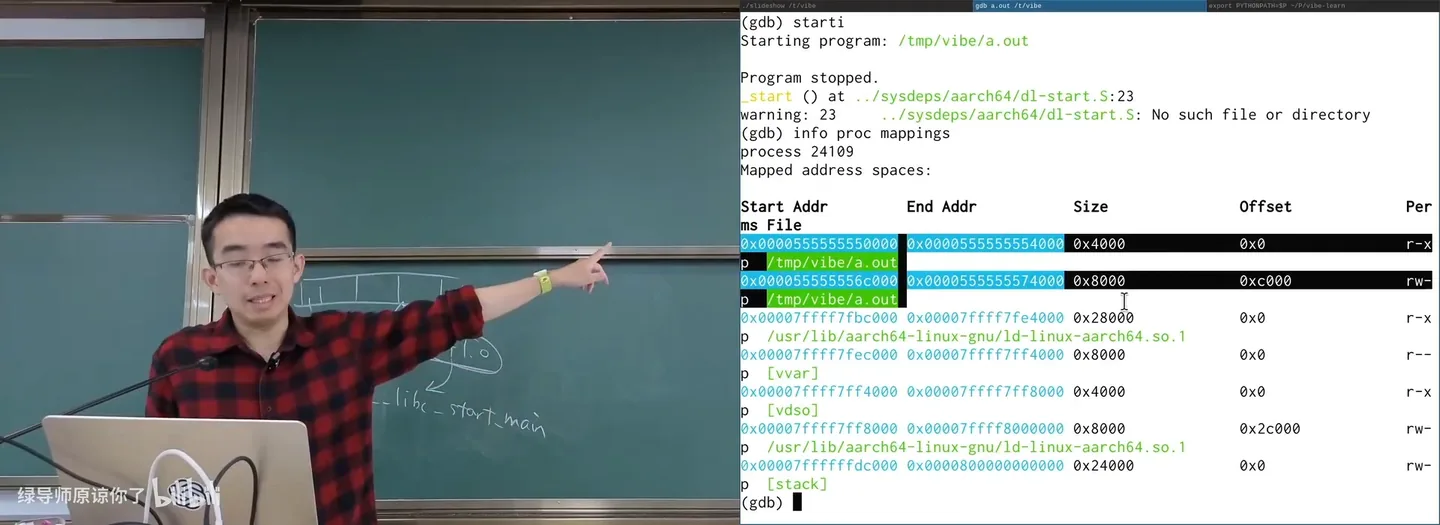 ./slideshow /t/vibe
gdb a.out /t/vibe
export PYTHONPATH=$P ~/P/vibe-learn
(gdb) starti
Starting program: /tmp/vibe/a.out
Program stopped.
_start () at ../sysdeps/aarch64/dl-start.S:23
warning: 23     ../sysdeps/aarch64/dl-start.S: No such file or directory
(gdb) info proc mappings
process 24109
Mapped address spaces:
Start Addr         End Addr           Size               Offset             Per
ms File
0x0000555555550000 0x0000555555554000 0x4000             0x0                r-x
p  /tmp/vibe/a.out
0x000055555556c000 0x0000555555574000 0x8000             0xc000             rw-
p  /tmp/vibe/a.out
0x00007ffff7fbc000 0x00007ffff7fe4000 0x28000            0x0                r-x
p  /usr/lib/aarch64-linux-gnu/ld-linux-aarch64.so.1
0x00007ffff7fec000 0x00007ffff7ff4000 0x8000             0x0                r--
p  [vvar]
0x00007ffff7ff4000 0x00007ffff7ff8000 0x4000             0x0                r-x
p  [vdso]
0x00007ffff7ff8000 0x00007ffff8000000 0x8000             0x2c000            rw-
p  /usr/lib/aarch64-linux-gnu/ld-linux-aarch64.so.1
0x00007ffffffdc000 0x0000800000000000 0x24000            0x0                rw-
p  [stack]
(gdb)
__libc_start_main
绿导师原谅你了 bilibili